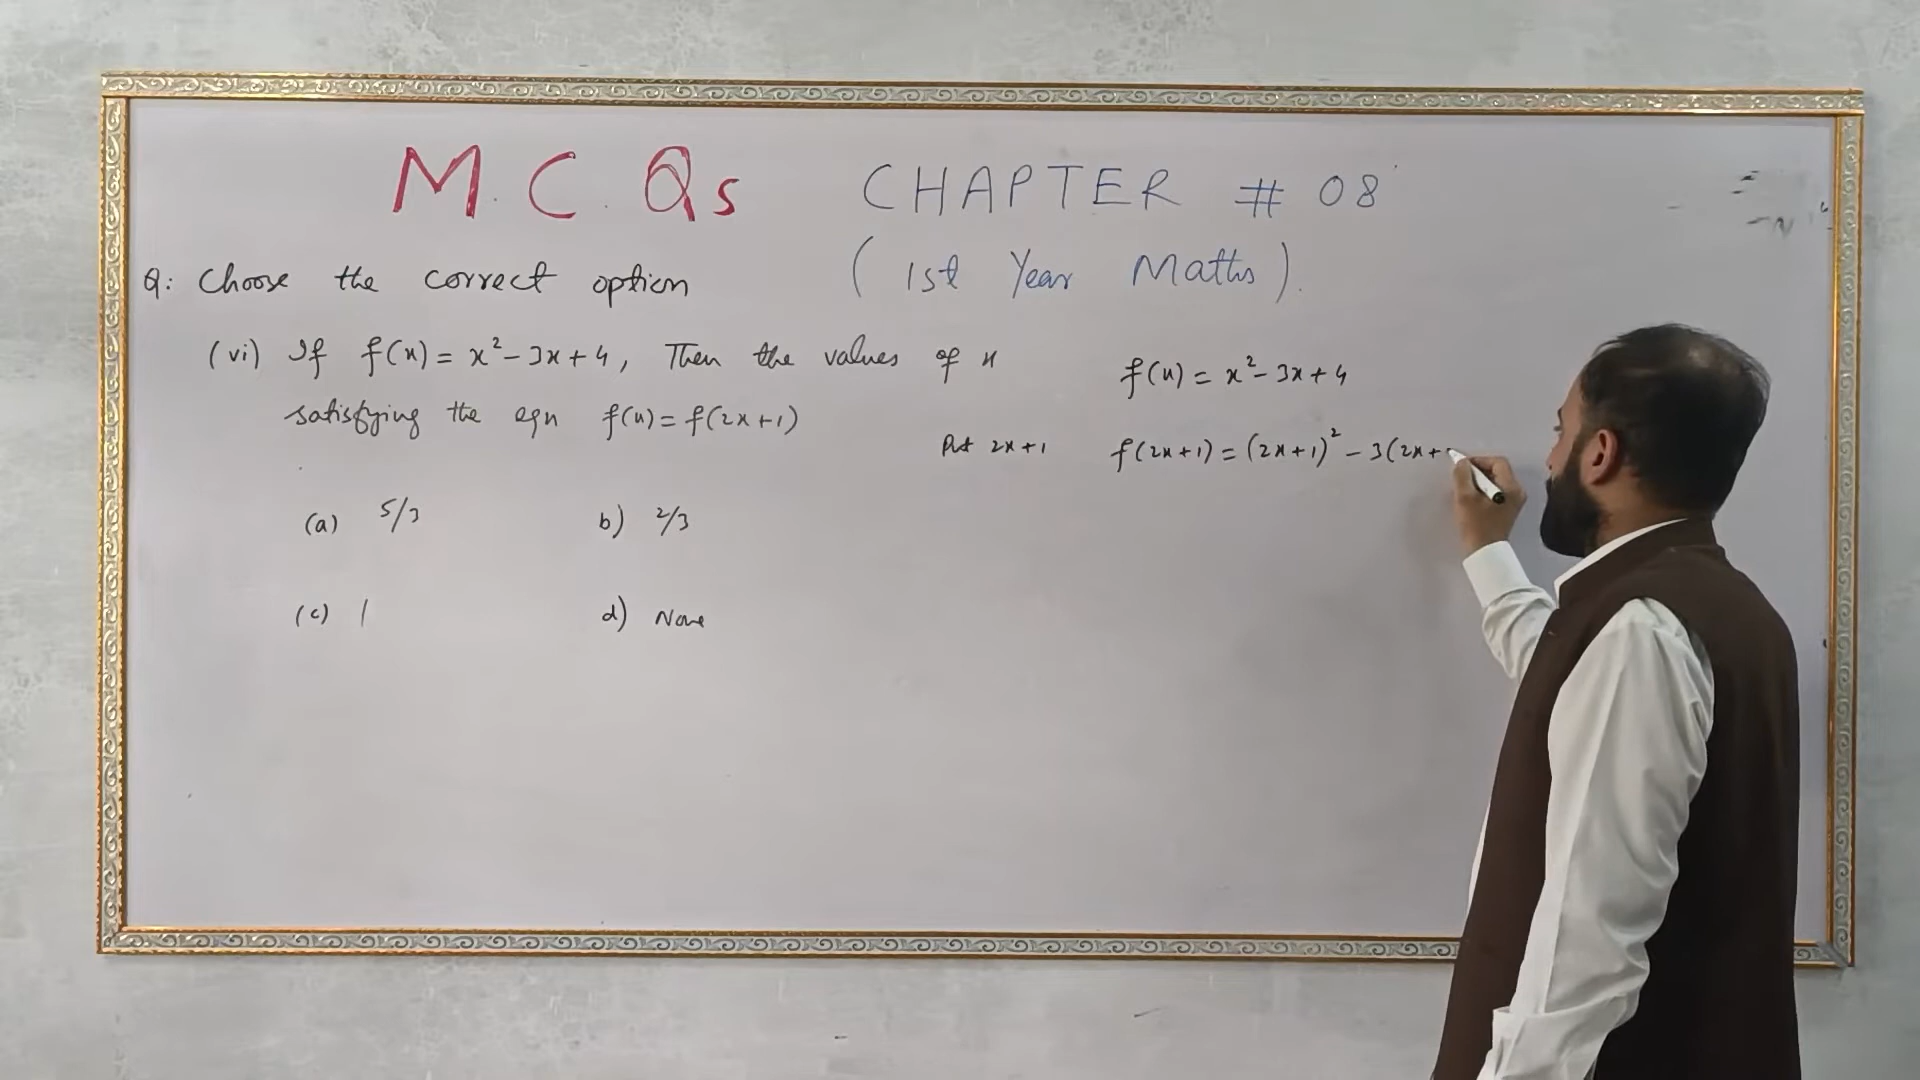 M.C.Qs CHAPTER # 08
(1st Year Maths).
Q: Choose the correct option
(vi) If f(x) = x² - 3x + 4, Then the values of x
satisfying the eqn f(x) = f(2x+1)
(a) 5/3 b) 2/3
(c) 1 d) None
f(x) = x² - 3x + 4
Put 2x+1 f(2x+1) = (2x+1)² - 3(2x+